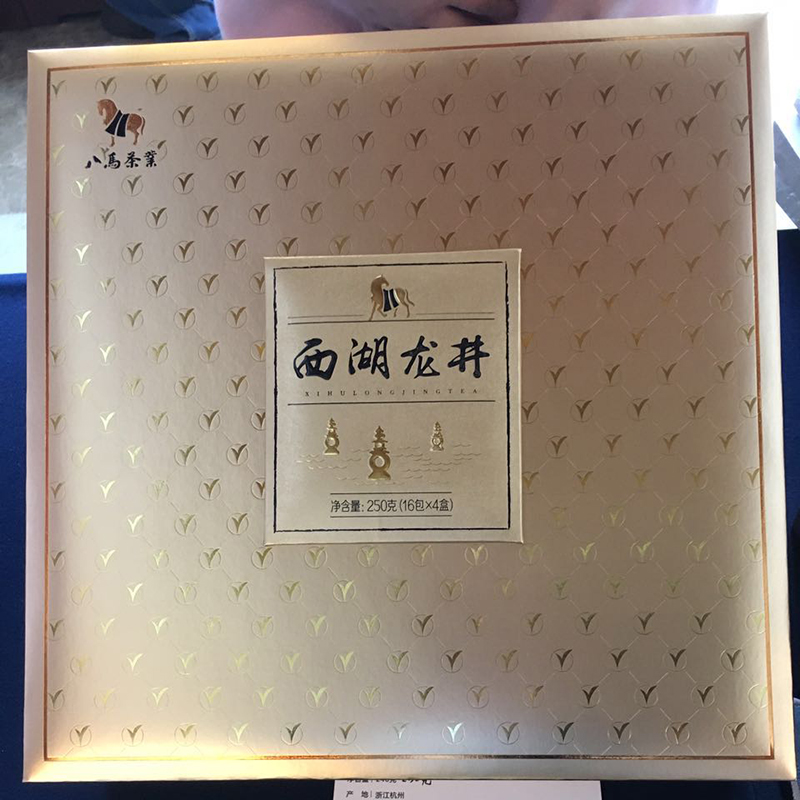 八馬茶業
西湖龙井
XIHULONGJINGTEA
净含量:250克(16包×4盒)
产 地 浙江杭州